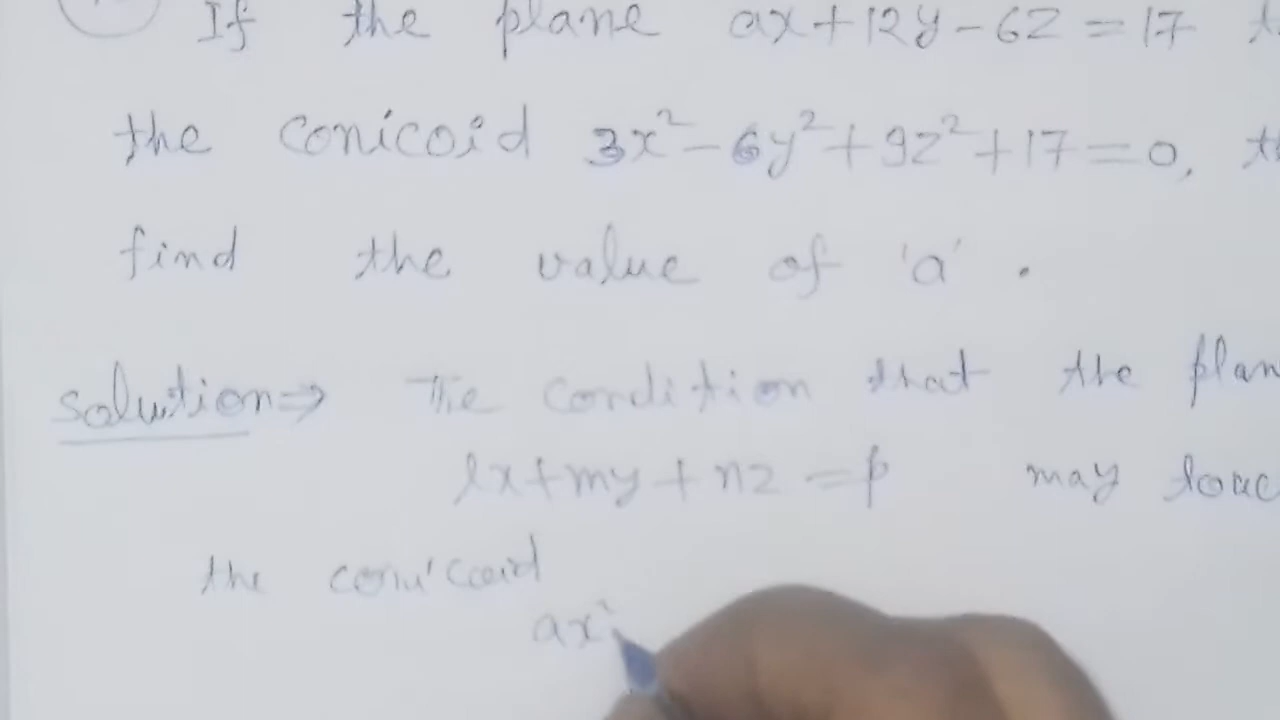 If the plane ax+12y-6z=17
the conicoid 3x²-6y²+9z²+17=0,
find the value of 'a'.
Solution⇒ The condition that the plan
lx+my+nz=p may touc
the conicoid
ax²